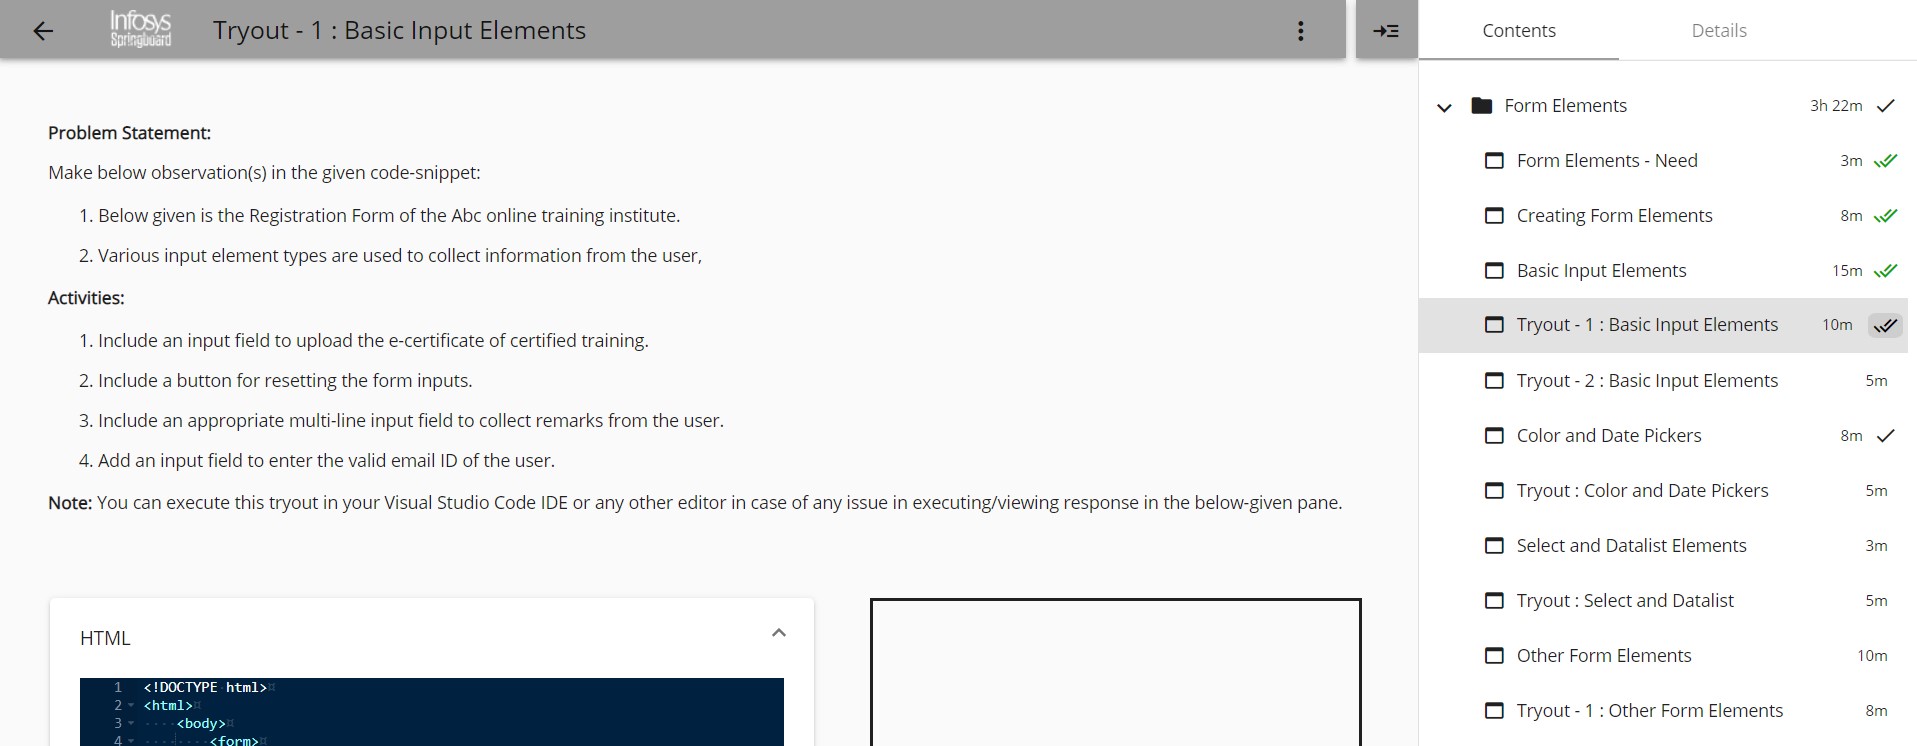 Infosys
Springboard
Tryout - 1 : Basic Input Elements
Contents
Details
Problem Statement:
Make below observation(s) in the given code-snippet:
1. Below given is the Registration Form of the Abc online training institute.
2. Various input element types are used to collect information from the user,
Activities:
1. Include an input field to upload the e-certificate of certified training.
2. Include a button for resetting the form inputs.
3. Include an appropriate multi-line input field to collect remarks from the user.
4. Add an input field to enter the valid email ID of the user.
Note: You can execute this tryout in your Visual Studio Code IDE or any other editor in case of any issue in executing/viewing response in the below-given pane.
HTML
1 <!DOCTYPE html>
2 <html>
3 <body>
4 <form>
Form Elements 3h 22m
Form Elements - Need 3m
Creating Form Elements 8m
Basic Input Elements 15m
Tryout - 1 : Basic Input Elements 10m
Tryout - 2 : Basic Input Elements 5m
Color and Date Pickers 8m
Tryout : Color and Date Pickers 5m
Select and Datalist Elements 3m
Tryout : Select and Datalist 5m
Other Form Elements 10m
Tryout - 1 : Other Form Elements 8m